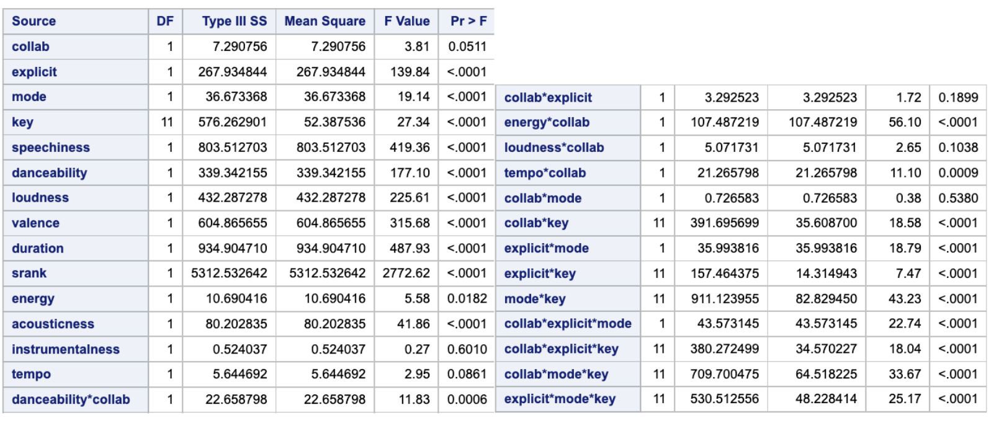 Source DF Type III SS Mean Square F Value Pr > F
collab 1 7.290756 7.290756 3.81 0.0511
explicit 1 267.934844 267.934844 139.84 <.0001
mode 1 36.673368 36.673368 19.14 <.0001
key 11 576.262901 52.387536 27.34 <.0001
speechiness 1 803.512703 803.512703 419.36 <.0001
danceability 1 339.342155 339.342155 177.10 <.0001
loudness 1 432.287278 432.287278 225.61 <.0001
valence 1 604.865655 604.865655 315.68 <.0001
duration 1 934.904710 934.904710 487.93 <.0001
srank 1 5312.532642 5312.532642 2772.62 <.0001
energy 1 10.690416 10.690416 5.58 0.0182
acousticness 1 80.202835 80.202835 41.86 <.0001
instrumentalness 1 0.524037 0.524037 0.27 0.6010
tempo 1 5.644692 5.644692 2.95 0.0861
danceability*collab 1 22.658798 22.658798 11.83 0.0006
collab*explicit 1 3.292523 3.292523 1.72 0.1899
energy*collab 1 107.487219 107.487219 56.10 <.0001
loudness*collab 1 5.071731 5.071731 2.65 0.1038
tempo*collab 1 21.265798 21.265798 11.10 0.0009
collab*mode 1 0.726583 0.726583 0.38 0.5380
collab*key 11 391.695699 35.608700 18.58 <.0001
explicit*mode 1 35.993816 35.993816 18.79 <.0001
explicit*key 11 157.464375 14.314943 7.47 <.0001
mode*key 11 911.123955 82.829450 43.23 <.0001
collab*explicit*mode 1 43.573145 43.573145 22.74 <.0001
collab*explicit*key 11 380.272499 34.570227 18.04 <.0001
collab*mode*key 11 709.700475 64.518225 33.67 <.0001
explicit*mode*key 11 530.512556 48.228414 25.17 <.0001